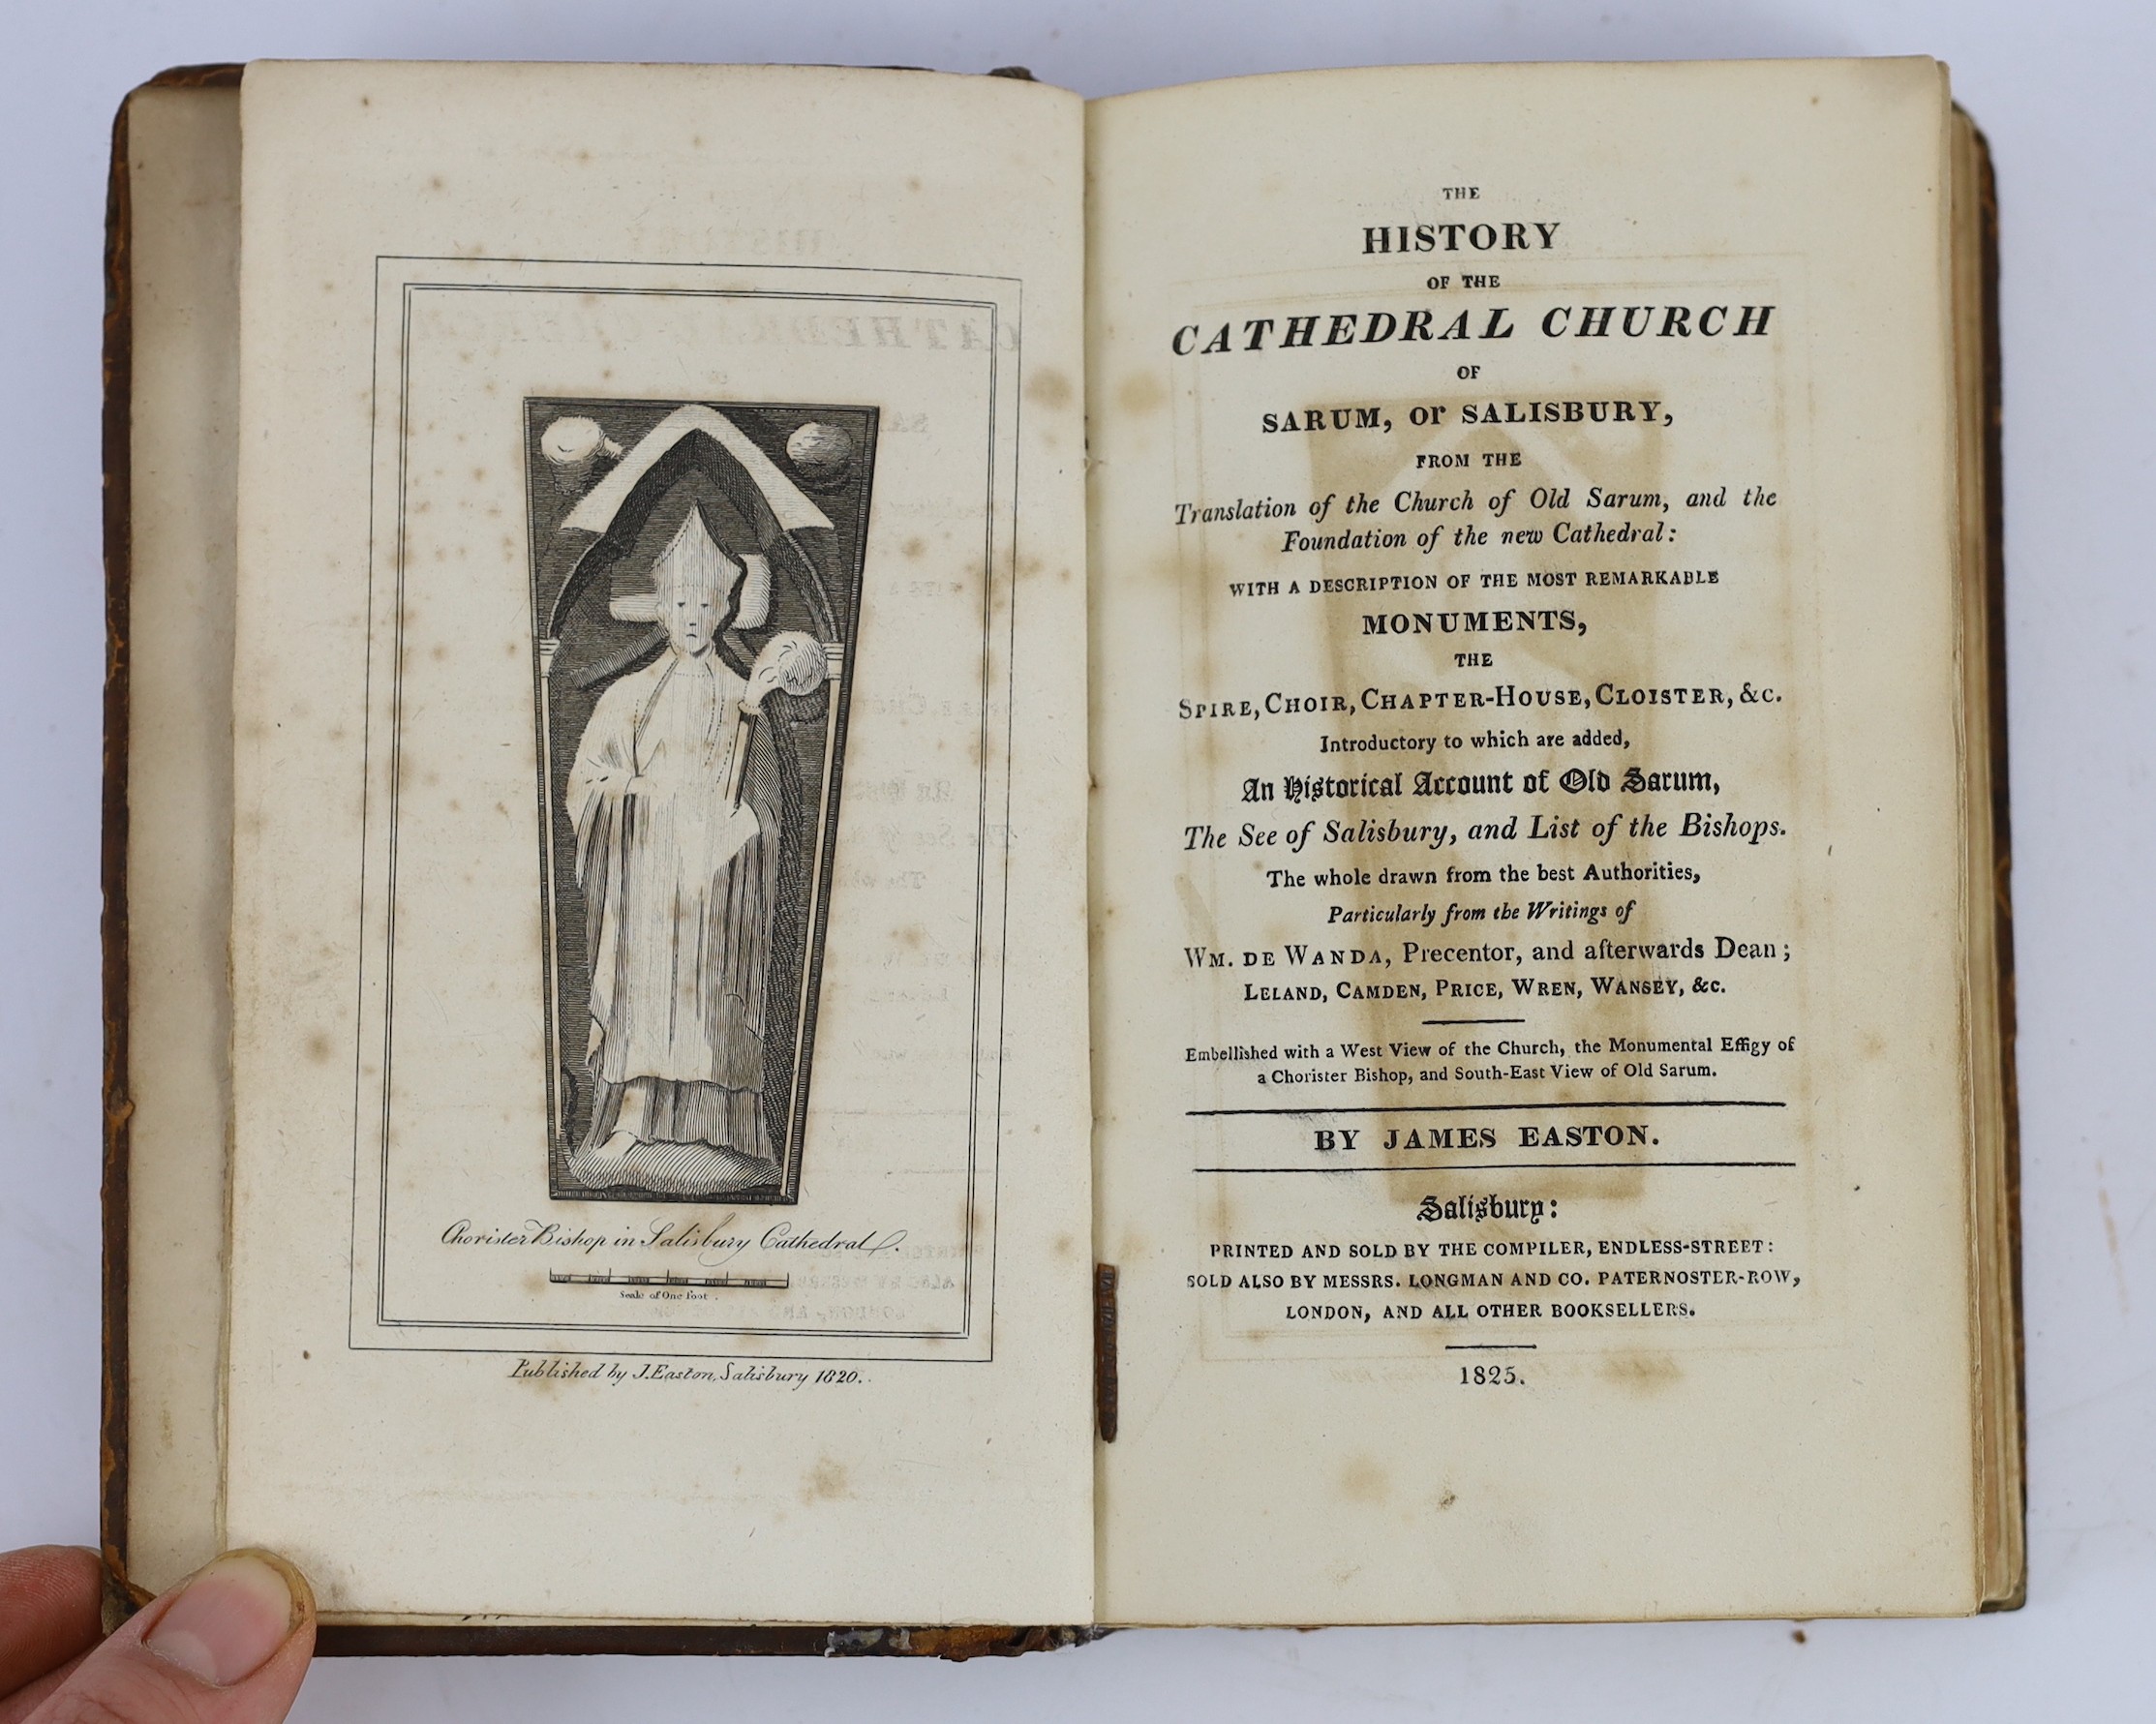 Chorister Bishop in Salisbury Cathedral.
Scale of One foot.
Published by J. Easton, Salisbury 1820.
THE
HISTORY
OF THE
CATHEDRAL CHURCH
OF
SARUM, or SALISBURY,
FROM THE
Translation of the Church of Old Sarum, and the
Foundation of the new Cathedral:
WITH A DESCRIPTION OF THE MOST REMARKABLE
MONUMENTS,
THE
SPIRE, CHOIR, CHAPTER-HOUSE, CLOISTER, &c.
Introductory to which are added,
An Historical Account of Old Sarum,
The See of Salisbury, and List of the Bishops.
The whole drawn from the best Authorities,
Particularly from the Writings of
WM. DE WANDA, Precentor, and afterwards Dean;
LELAND, CAMDEN, PRICE, WREN, WANSEY, &c.
Embellished with a West View of the Church, the Monumental Effigy of
a Chorister Bishop, and South-East View of Old Sarum.
BY JAMES EASTON.
Salisbury:
PRINTED AND SOLD BY THE COMPILER, ENDLESS-STREET:
SOLD ALSO BY MESSRS. LONGMAN AND CO. PATERNOSTER-ROW,
LONDON, AND ALL OTHER BOOKSELLERS.
1825.